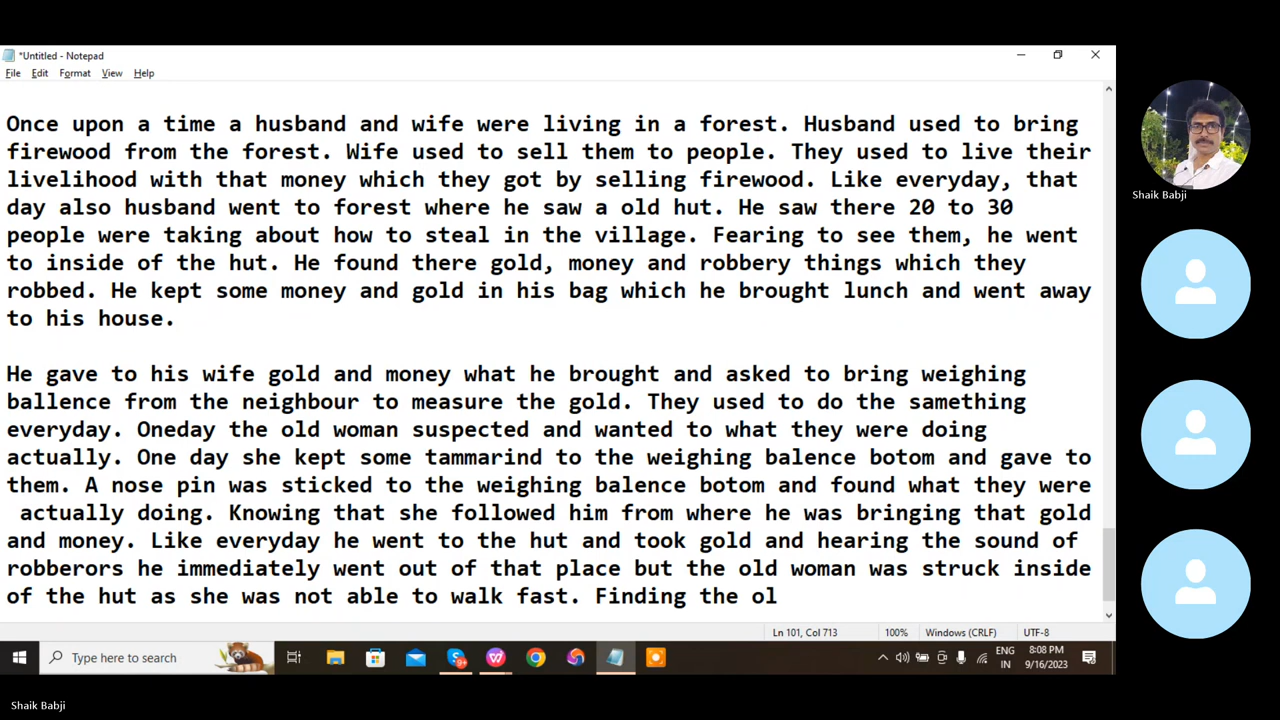 *Untitled - Notepad
File Edit Format View Help
Once upon a time a husband and wife were living in a forest. Husband used to bring
firewood from the forest. Wife used to sell them to people. They used to live their
livelihood with that money which they got by selling firewood. Like everyday, that
day also husband went to forest where he saw a old hut. He saw there 20 to 30
people were taking about how to steal in the village. Fearing to see them, he went
to inside of the hut. He found there gold, money and robbery things which they
robbed. He kept some money and gold in his bag which he brought lunch and went away
to his house.
He gave to his wife gold and money what he brought and asked to bring weighing
ballence from the neighbour to measure the gold. They used to do the samething
everyday. Oneday the old woman suspected and wanted to what they were doing
actually. One day she kept some tammarind to the weighing balence botom and gave to
them. A nose pin was sticked to the weighing balence botom and found what they were
actually doing. Knowing that she followed him from where he was bringing that gold
and money. Like everyday he went to the hut and took gold and hearing the sound of
robberors he immediately went out of that place but the old woman was struck inside
of the hut as she was not able to walk fast. Finding the ol
Ln 101, Col 713 100% Windows (CRLF) UTF-8
Type here to search
ENG
IN
8:08 PM
9/16/2023
Shaik Babji
Shaik Babji